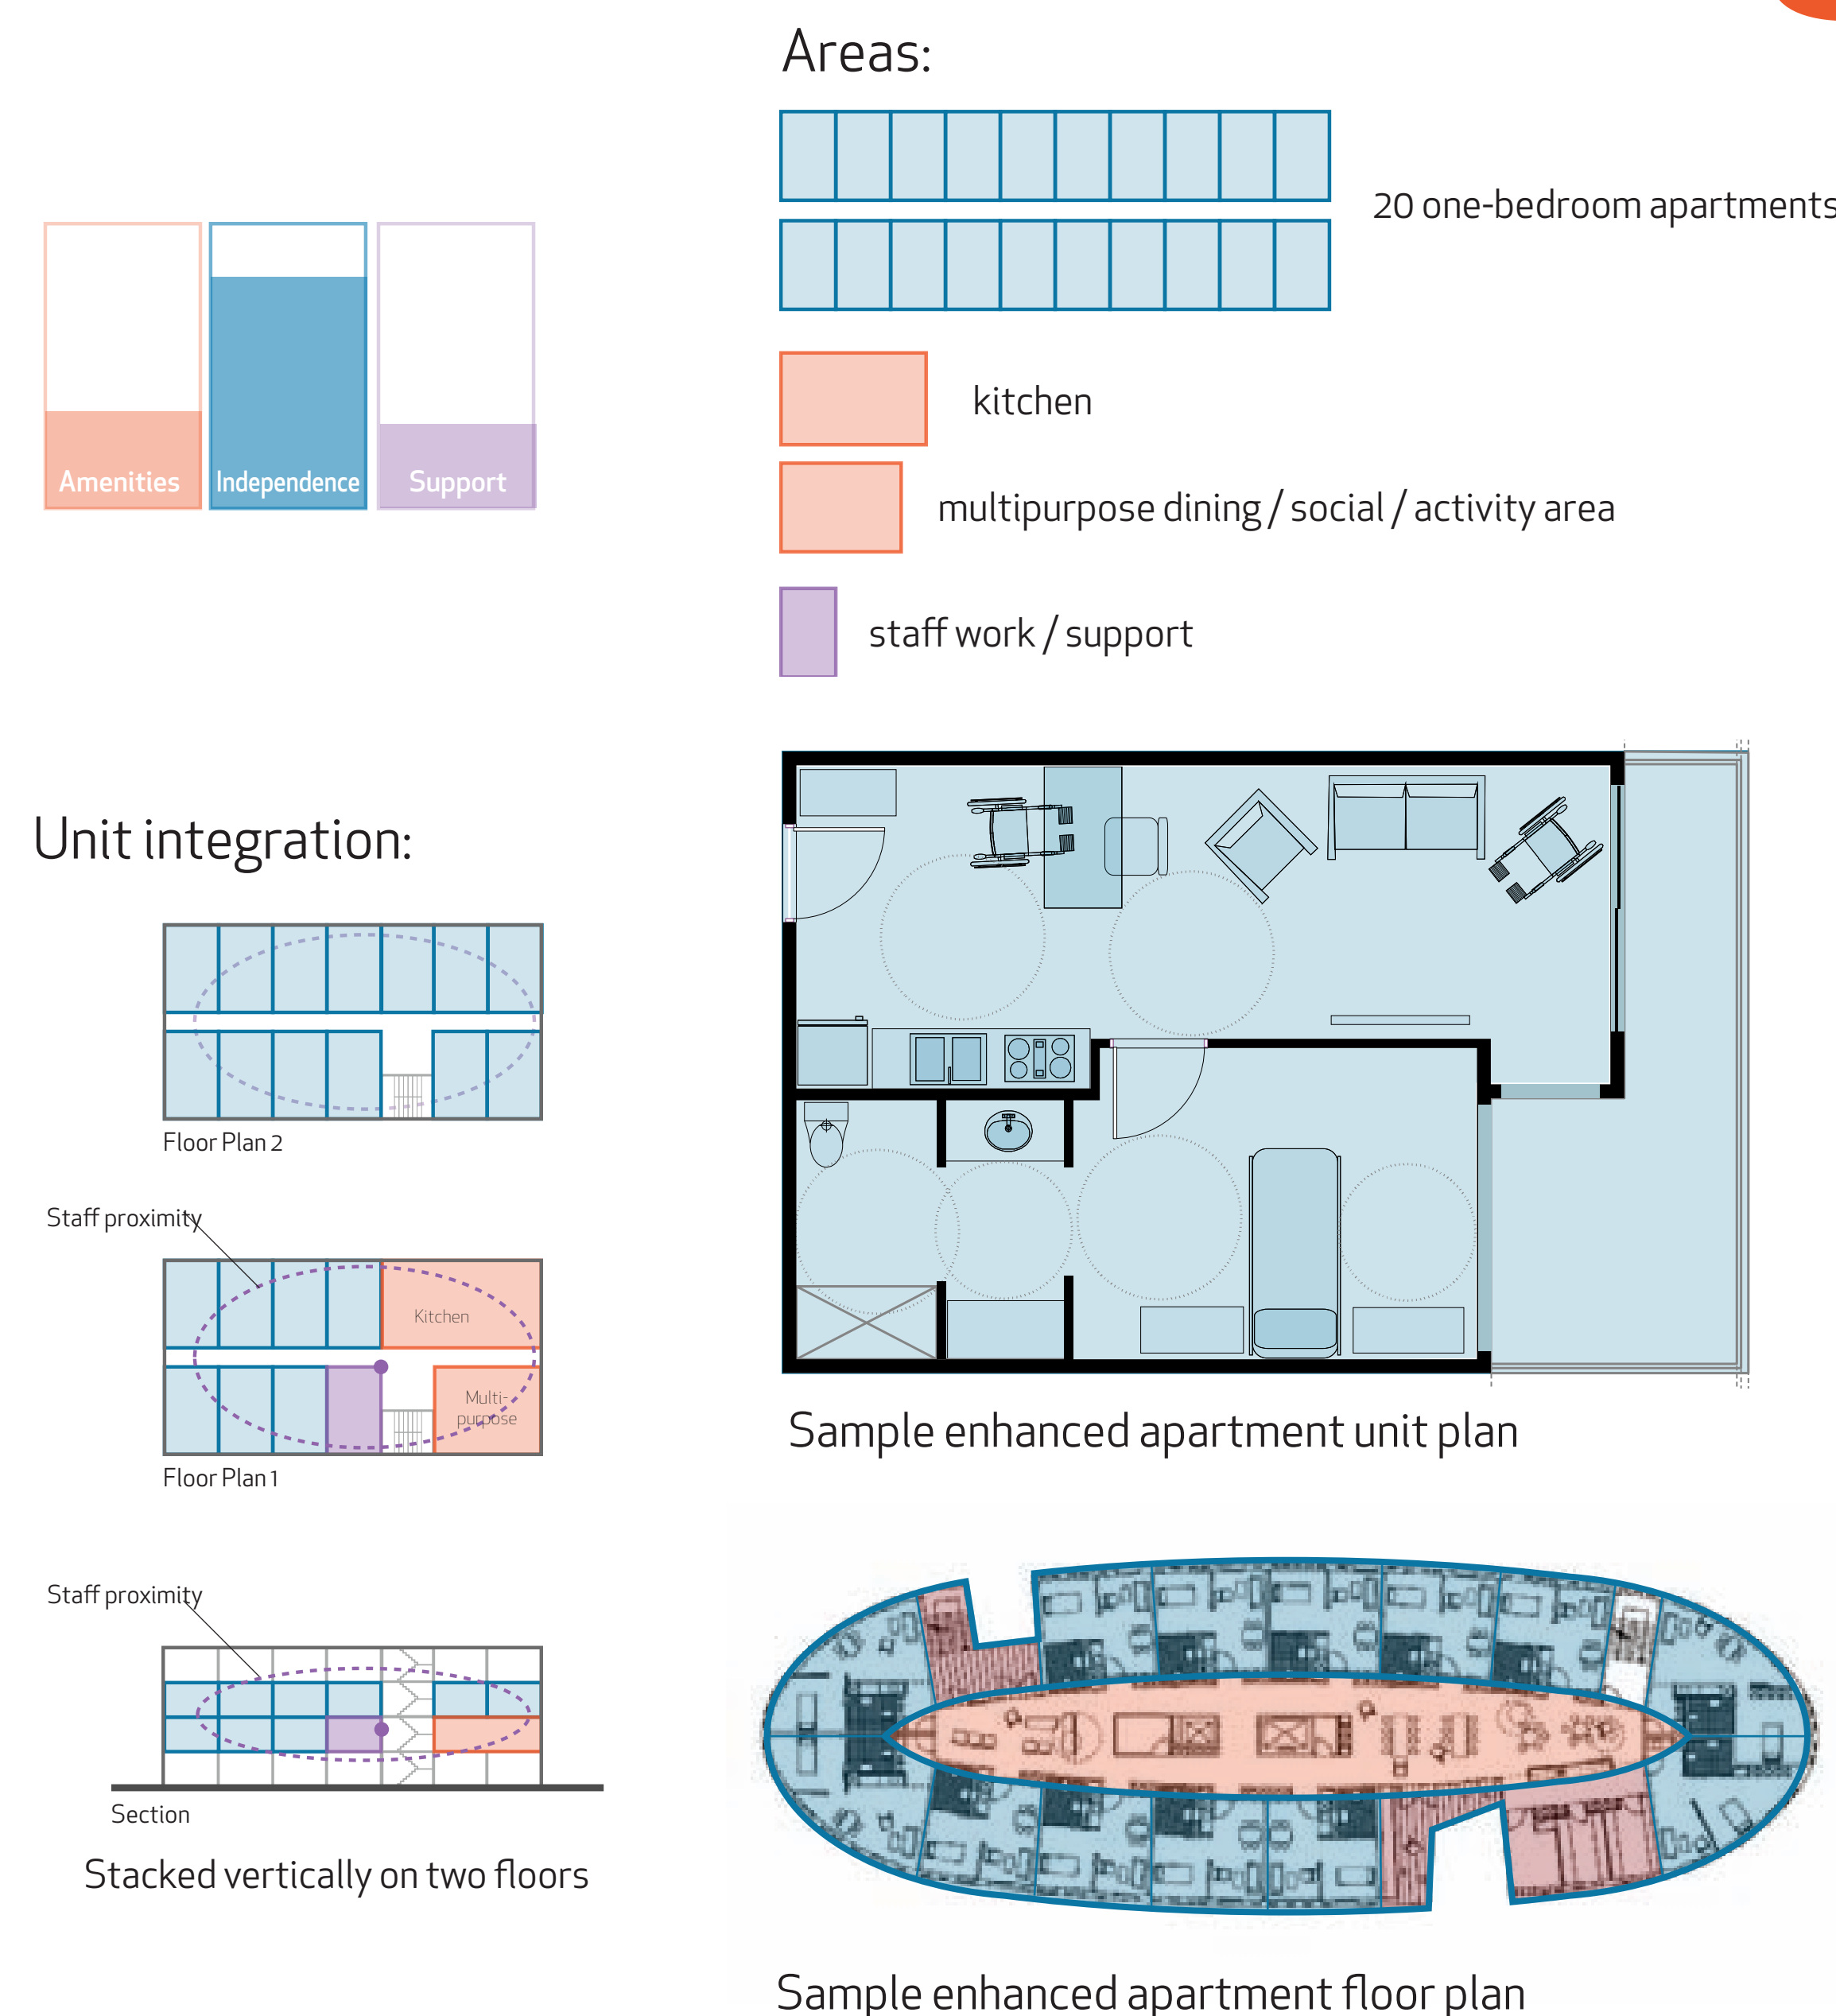 Areas:
20 one-bedroom apartments
Amenities
Independence
Support
kitchen
multipurpose dining / social / activity area
staff work / support
Unit integration:
Floor Plan 2
Staff proximity
Kitchen
Multi-
purpose
Floor Plan 1
Sample enhanced apartment unit plan
Staff proximity
Section
Stacked vertically on two floors
Sample enhanced apartment floor plan